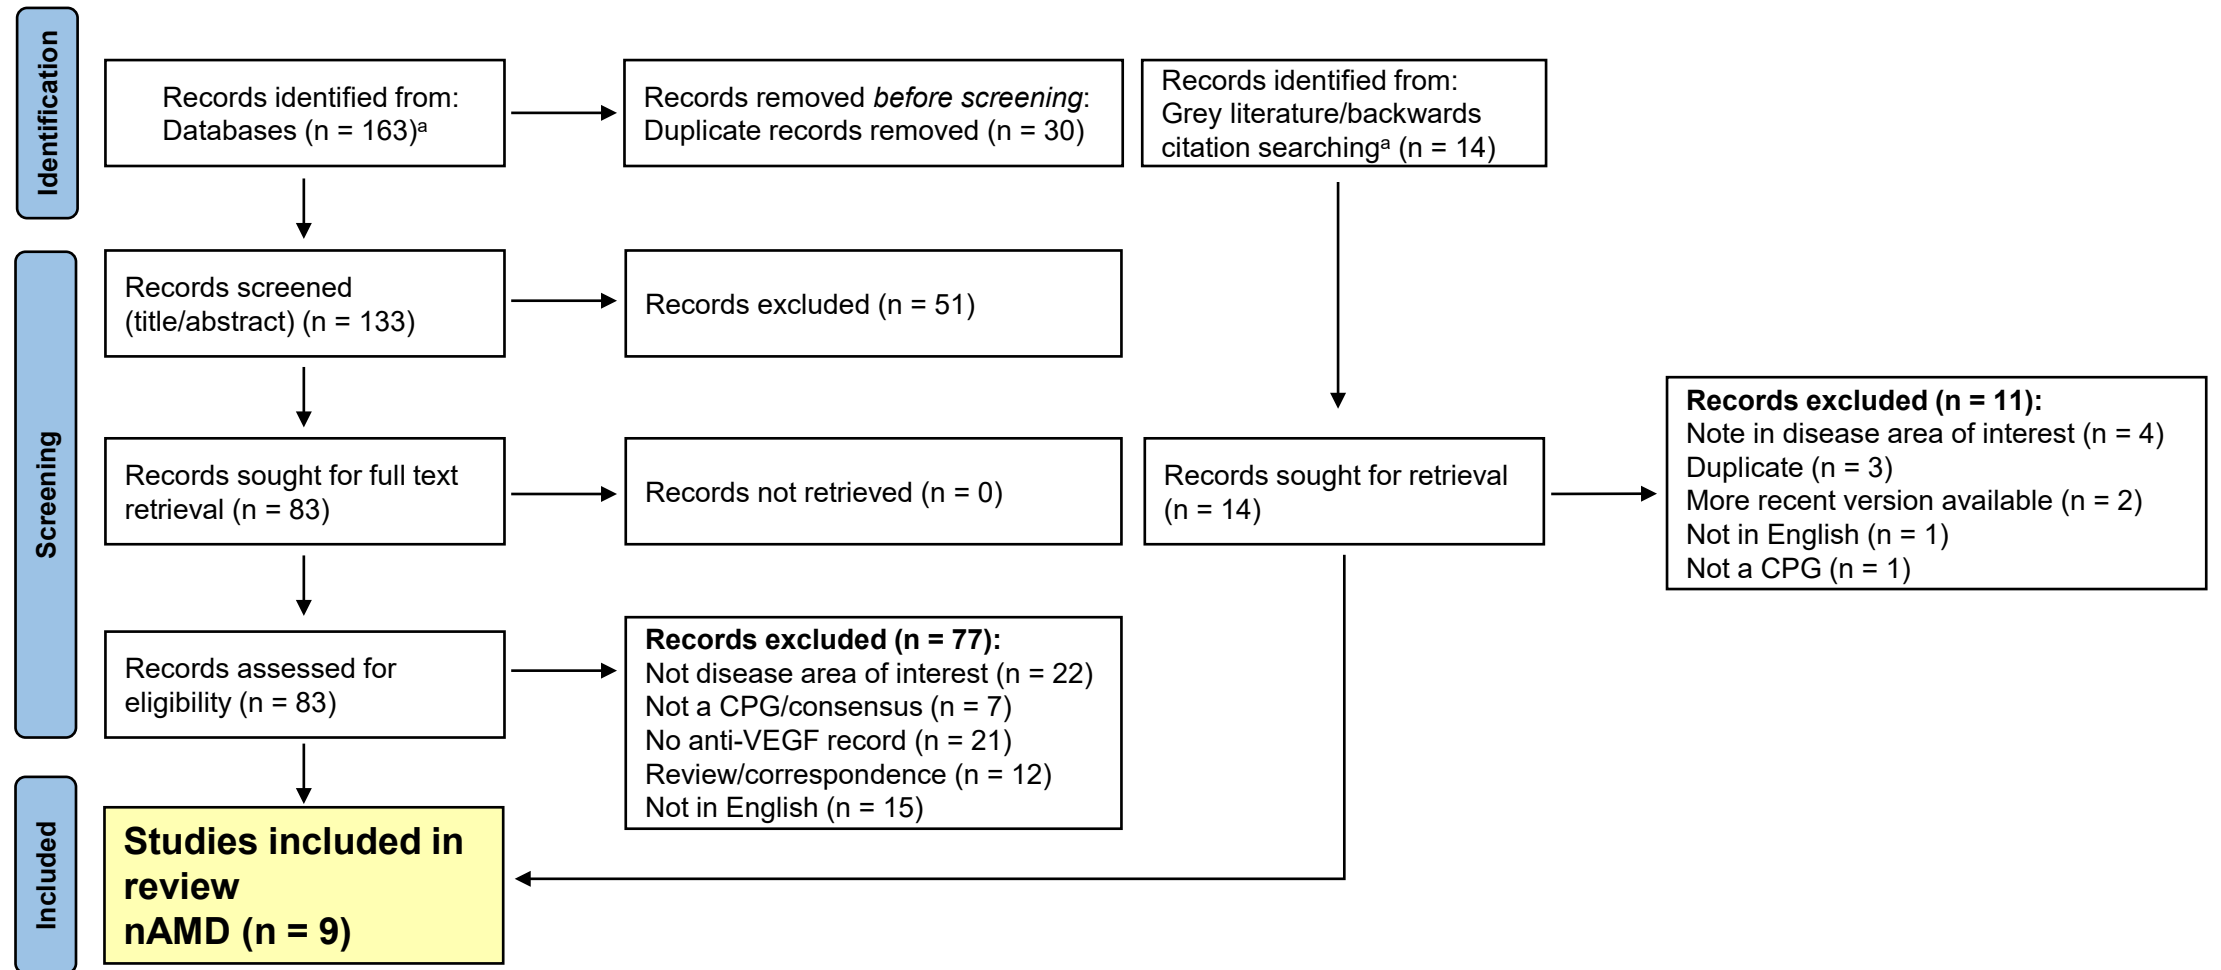 Identification
Records identified from:
Databases (n = 163)ᵃ
Records removed before screening:
Duplicate records removed (n = 30)
Records identified from:
Grey literature/backwards
citation searchingᵃ (n = 14)
Screening
Records screened
(title/abstract) (n = 133)
Records excluded (n = 51)
Records sought for full text
retrieval (n = 83)
Records not retrieved (n = 0)
Records sought for retrieval
(n = 14)
Records excluded (n = 11):
Note in disease area of interest (n = 4)
Duplicate (n = 3)
More recent version available (n = 2)
Not in English (n = 1)
Not a CPG (n = 1)
Records assessed for
eligibility (n = 83)
Records excluded (n = 77):
Not disease area of interest (n = 22)
Not a CPG/consensus (n = 7)
No anti-VEGF record (n = 21)
Review/correspondence (n = 12)
Not in English (n = 15)
Included
Studies included in
review
nAMD (n = 9)